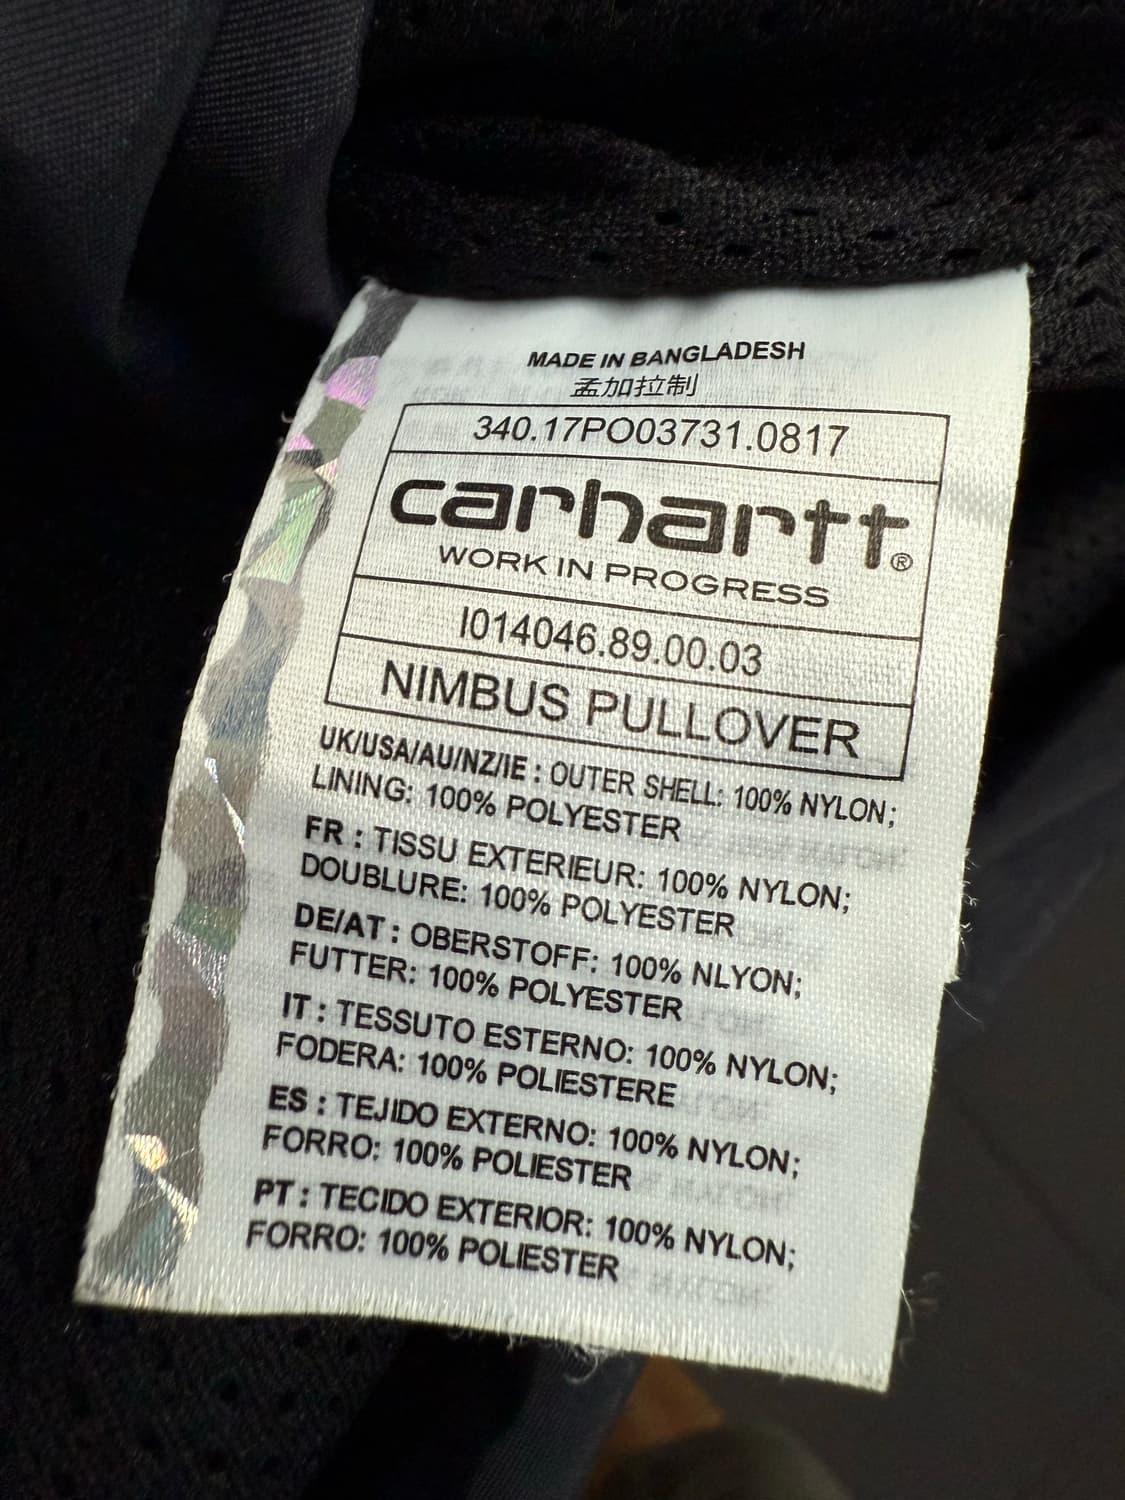 MADE IN BANGLADESH
孟加拉制
340.17PO03731.0817
carhartt®
WORK IN PROGRESS
I014046.89.00.03
NIMBUS PULLOVER
UK/USA/AU/NZ/IE : OUTER SHELL: 100% NYLON;
LINING: 100% POLYESTER
FR : TISSU EXTERIEUR: 100% NYLON;
DOUBLURE: 100% POLYESTER
DE/AT : OBERSTOFF: 100% NLYON;
FUTTER: 100% POLYESTER
IT : TESSUTO ESTERNO: 100% NYLON;
FODERA: 100% POLIESTERE
ES : TEJIDO EXTERNO: 100% NYLON;
FORRO: 100% POLIESTER
PT : TECIDO EXTERIOR: 100% NYLON;
FORRO: 100% POLIESTER